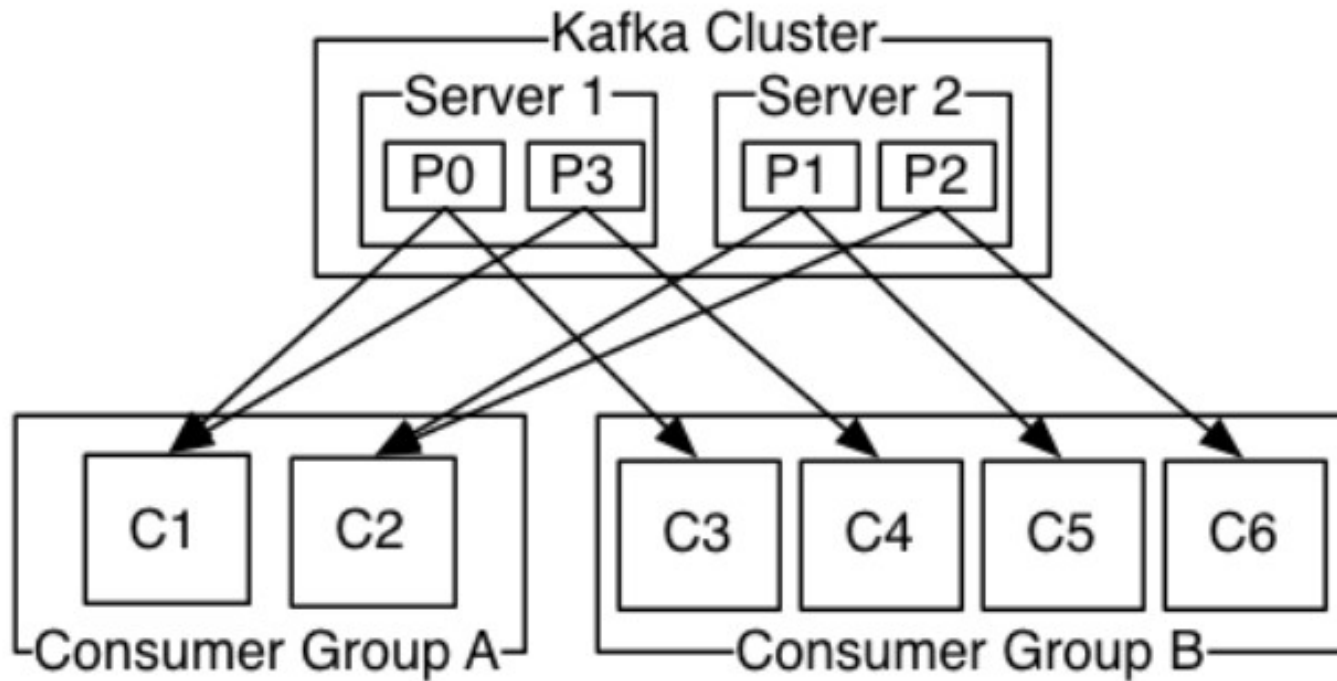 Kafka Cluster
Server 1
Server 2
P0
P3
P1
P2
C1
C2
C3
C4
C5
C6
Consumer Group A
Consumer Group B